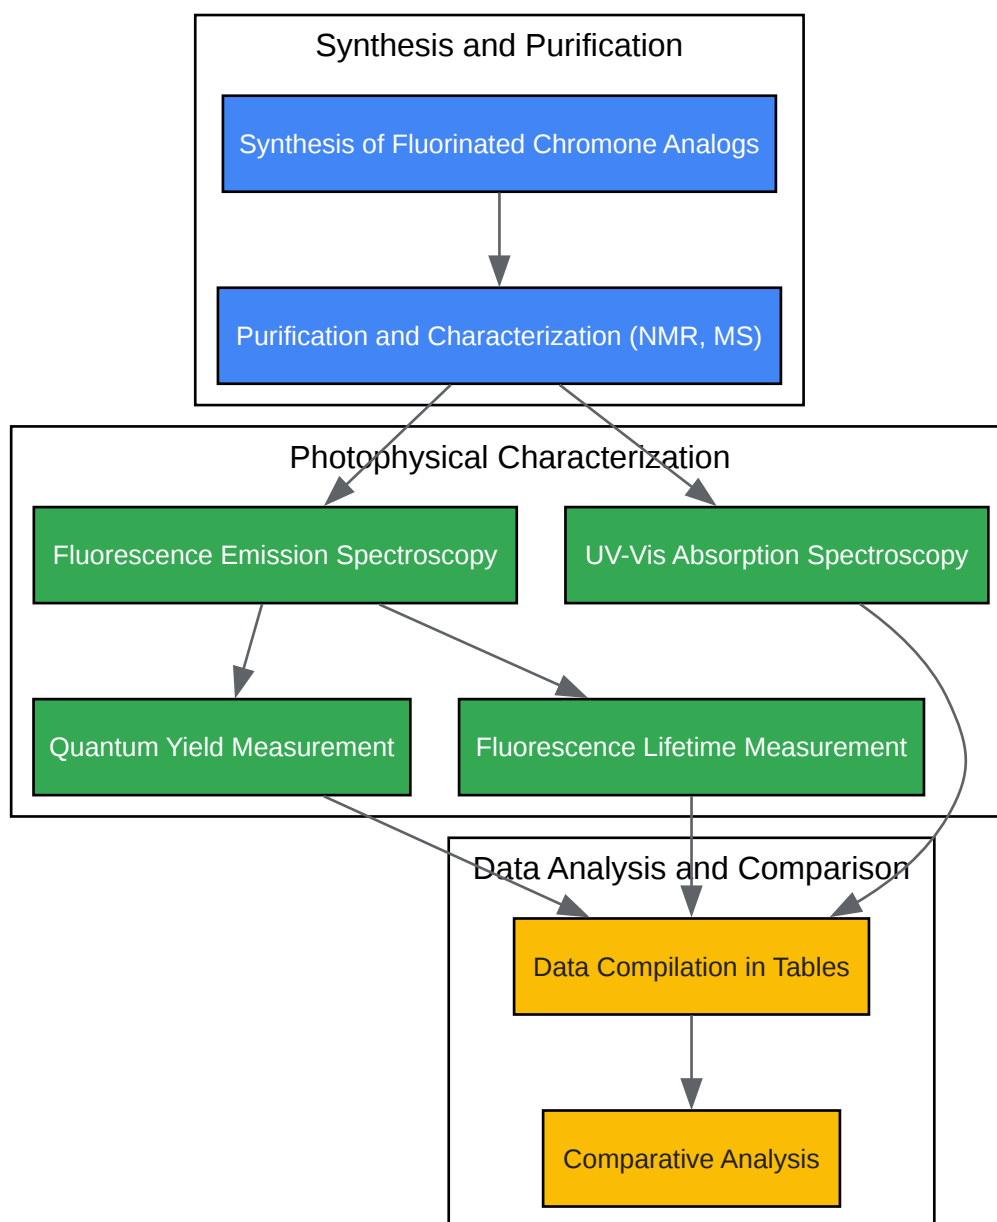 Synthesis and Purification
Synthesis of Fluorinated Chromone Analogs
Purification and Characterization (NMR, MS)
Photophysical Characterization
Fluorescence Emission Spectroscopy
UV-Vis Absorption Spectroscopy
Quantum Yield Measurement
Fluorescence Lifetime Measurement
Data Analysis and Comparison
Data Compilation in Tables
Comparative Analysis